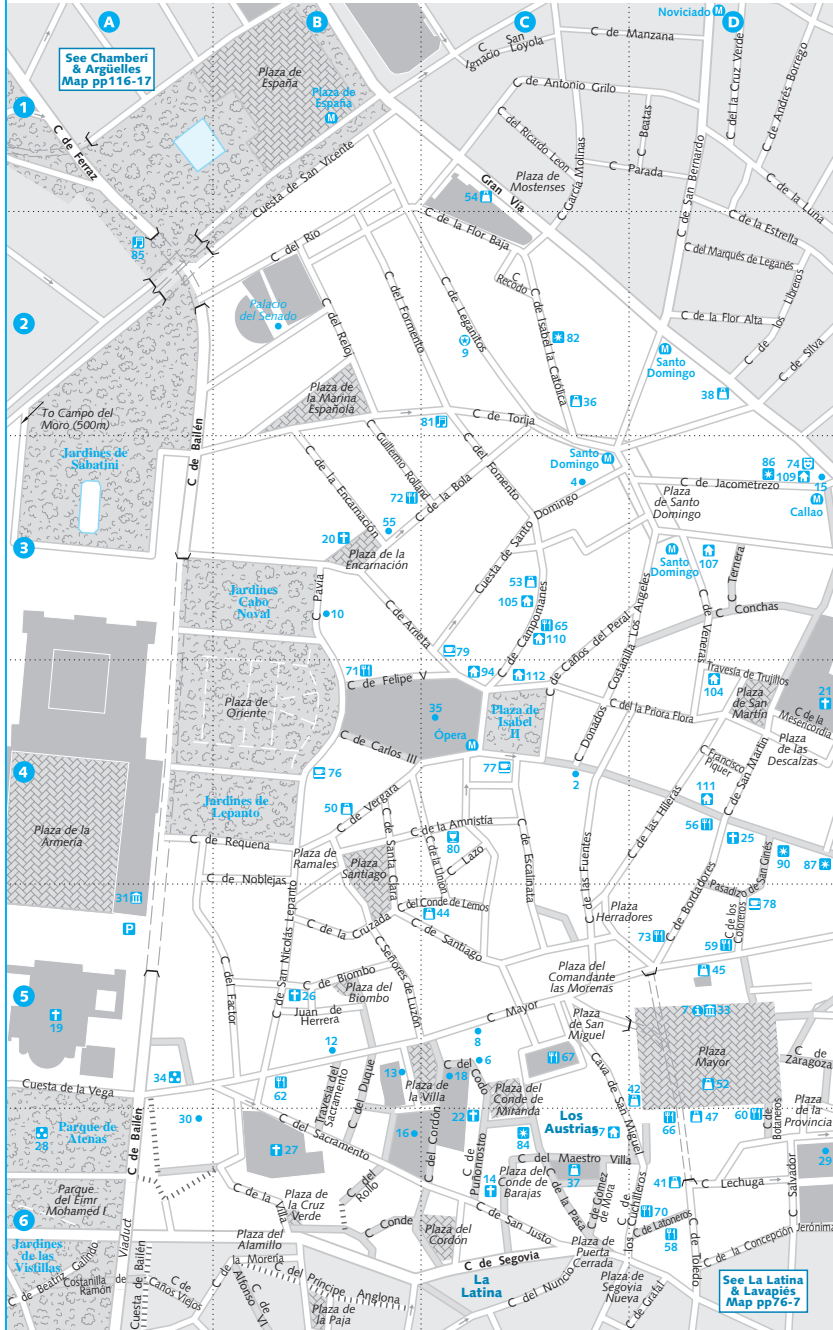 A
B
C
D
Noviciado
M
See Chamberí
& Argüelles
Map pp116-17
C San
Ignacio Loyola
C de Manzana
C de la Cruz Verde
C de Andrés Borrego
Plaza de
España
Plaza de
España
M
1
C de Antonio Grilo
C del Ricardo León
C Beatas
C de Ferraz
C García Molinas
C Parada
C de San Bernardo
Plaza de
Mostenses
Cuesta de San Vicente
54
Gran Vía
C de la Luna
85
C del Río
C de la Flor Baja
C de la Estrella
C del Marqués de Leganés
C Recodo
2
Palacio
del Senado
C del Reloj
C del Formento
C de Leganitos
9
C de Isabel la Católica
82
C de la Flor Alta
C de los Libreros
C de Silva
M
Santo
Domingo
Plaza de
la Marina
Española
38
36
To Campo del
Moro (500m)
C de Bailén
81
C de Torija
Jardines de
Sabatini
Guillermo Rolland
C del Fomento
Santo
Domingo
M
4
86
74
109
15
C de Jacometrezo
M
Callao
C de la Encarnación
72
C de la Bola
Plaza
de Santo
Domingo
55
20
3
Plaza de la
Encarnación
Cuesta de Santo Domingo
M
Santo
Domingo
107
C Ternera
Jardines
Cabo
Noval
C Pavia
10
53
105
C Conchas
65
110
C de Arrieta
C de Campomanes
C de Caños del Peral
Costanilla Los Angeles
C de Veneras
79
71
C de Felipe V
94
112
104
Travesía de Trujillos
Plaza
de San
Martín
21
Plaza de
Oriente
35
Ópera
M
Plaza de
Isabel
II
C del la Priora Flora
C de la
Mesericordia
Plaza
de las
Descalzas
C Donados
C de Carlos III
4
76
77
2
C Francisco
Piquer
C de San Martín
111
Jardines de
Lepanto
50
C de Vergara
56
Plaza de la
Armería
C de la Amnistía
80
C de las Hileras
25
C de Requena
Plaza de
Ramales
Plaza
Santiago
C de Santa Clara
C de la Unión
C Lazo
C de Escalinata
C de las Fuentes
90
87
Pasadizo de San Ginés
C de Noblejas
31
C del Conde de Lemos
44
C de Bordadores
78
P
C de San Nicolás Lepanto
C de la Cruzada
C de Santiago
Plaza
Herradores
73
59
C de los
Coloreros
C del Factor
C Señores de Luzón
45
Plaza del
Comandante
las Morenas
5
C de Biombo
Plaza del
Biombo
26
Juan de
Herrera
C Mayor
Plaza
de San
Miguel
7
33
19
12
8
Plaza
Mayor
C de
Zaragoza
34
13
C del Codo
6
67
Cava de San Miguel
Cuesta de la Vega
62
Travesía del
Sacramento
C del Duque
Plaza de
la Villa
18
42
52
Plaza del
Conde de
Miranda
30
22
Los
Austrias
97
66
47
60
C de
Botaneros
Plaza
de la
Provincia
Parque de
Atenas
28
C de Bailén
C del Sacramento
16
C del Cordón
C de
Puñonrostro
84
C del Maestro Villa
29
27
14
Plaza del
Conde de
Barajas
37
41
C Lechuga
C Salvador
Parque
del Eimr
Mohamed I
C del
Rollo
C de la Villa
Plaza de
la Cruz
Verde
C de la Pasa
C de Gómez
de Mora
C de
los Cuchilleros
70
C de Latoneros
6
Viaduct
C Conde
C de San Justo
58
Jardines
de las
Vistillas
Plaza del
Alamillo
Plaza del
Cordón
C de la Concepción Jerónima
Plaza de
Puerta
Cerrada
C de la Morería
C de Segovia
C de Toledo
C de Beatriz Galindo
Costanilla de
Ramón
C de
Caños Viejos
Cuesta de Bailén
C del Príncipe Anglona
La
Latina
C del Nuncio
Plaza de
Segovia
Nueva
C de Grafal
See La Latina
& Lavapiés
Map pp76-7
C de
Alfonso VI
Plaza de
la Paja